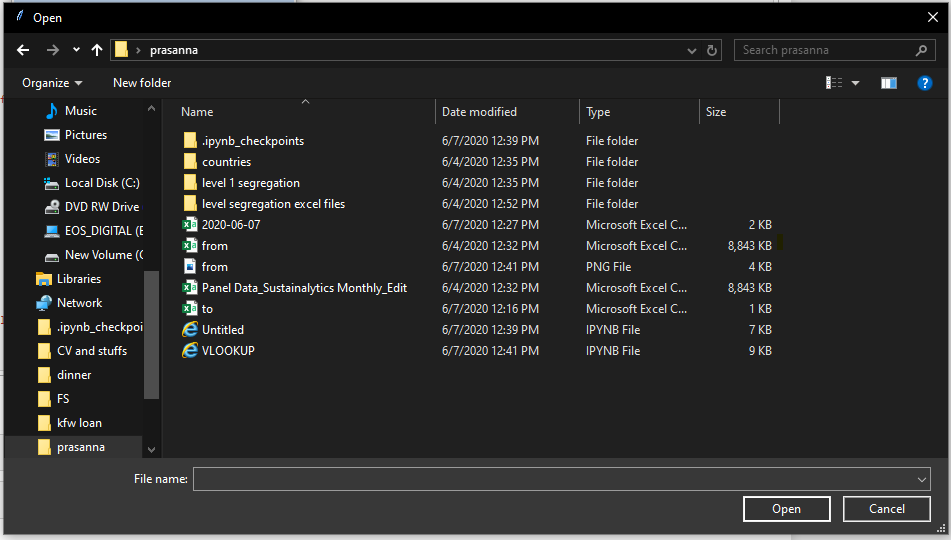 Open
prasanna
Search prasanna
Organize
New folder
Name Date modified Type Size
Music
Pictures
Videos
Local Disk (C:)
DVD RW Drive
EOS_DIGITAL (E
New Volume (G
Libraries
Network
.ipynb_checkpoi
CV and stuffs
dinner
FS
kfw loan
prasanna
.ipynb_checkpoints 6/7/2020 12:39 PM File folder
countries 6/4/2020 12:35 PM File folder
level 1 segregation 6/4/2020 12:35 PM File folder
level segregation excel files 6/4/2020 12:52 PM File folder
2020-06-07 6/7/2020 12:27 PM Microsoft Excel C... 2 KB
from 6/4/2020 12:32 PM Microsoft Excel C... 8,843 KB
from 6/7/2020 12:41 PM PNG File 4 KB
Panel Data_Sustainalytics Monthly_Edit 6/4/2020 12:32 PM Microsoft Excel C... 8,843 KB
to 6/7/2020 12:16 PM Microsoft Excel C... 1 KB
Untitled 6/7/2020 12:39 PM IPYNB File 7 KB
VLOOKUP 6/7/2020 12:41 PM IPYNB File 9 KB
File name:
Open
Cancel